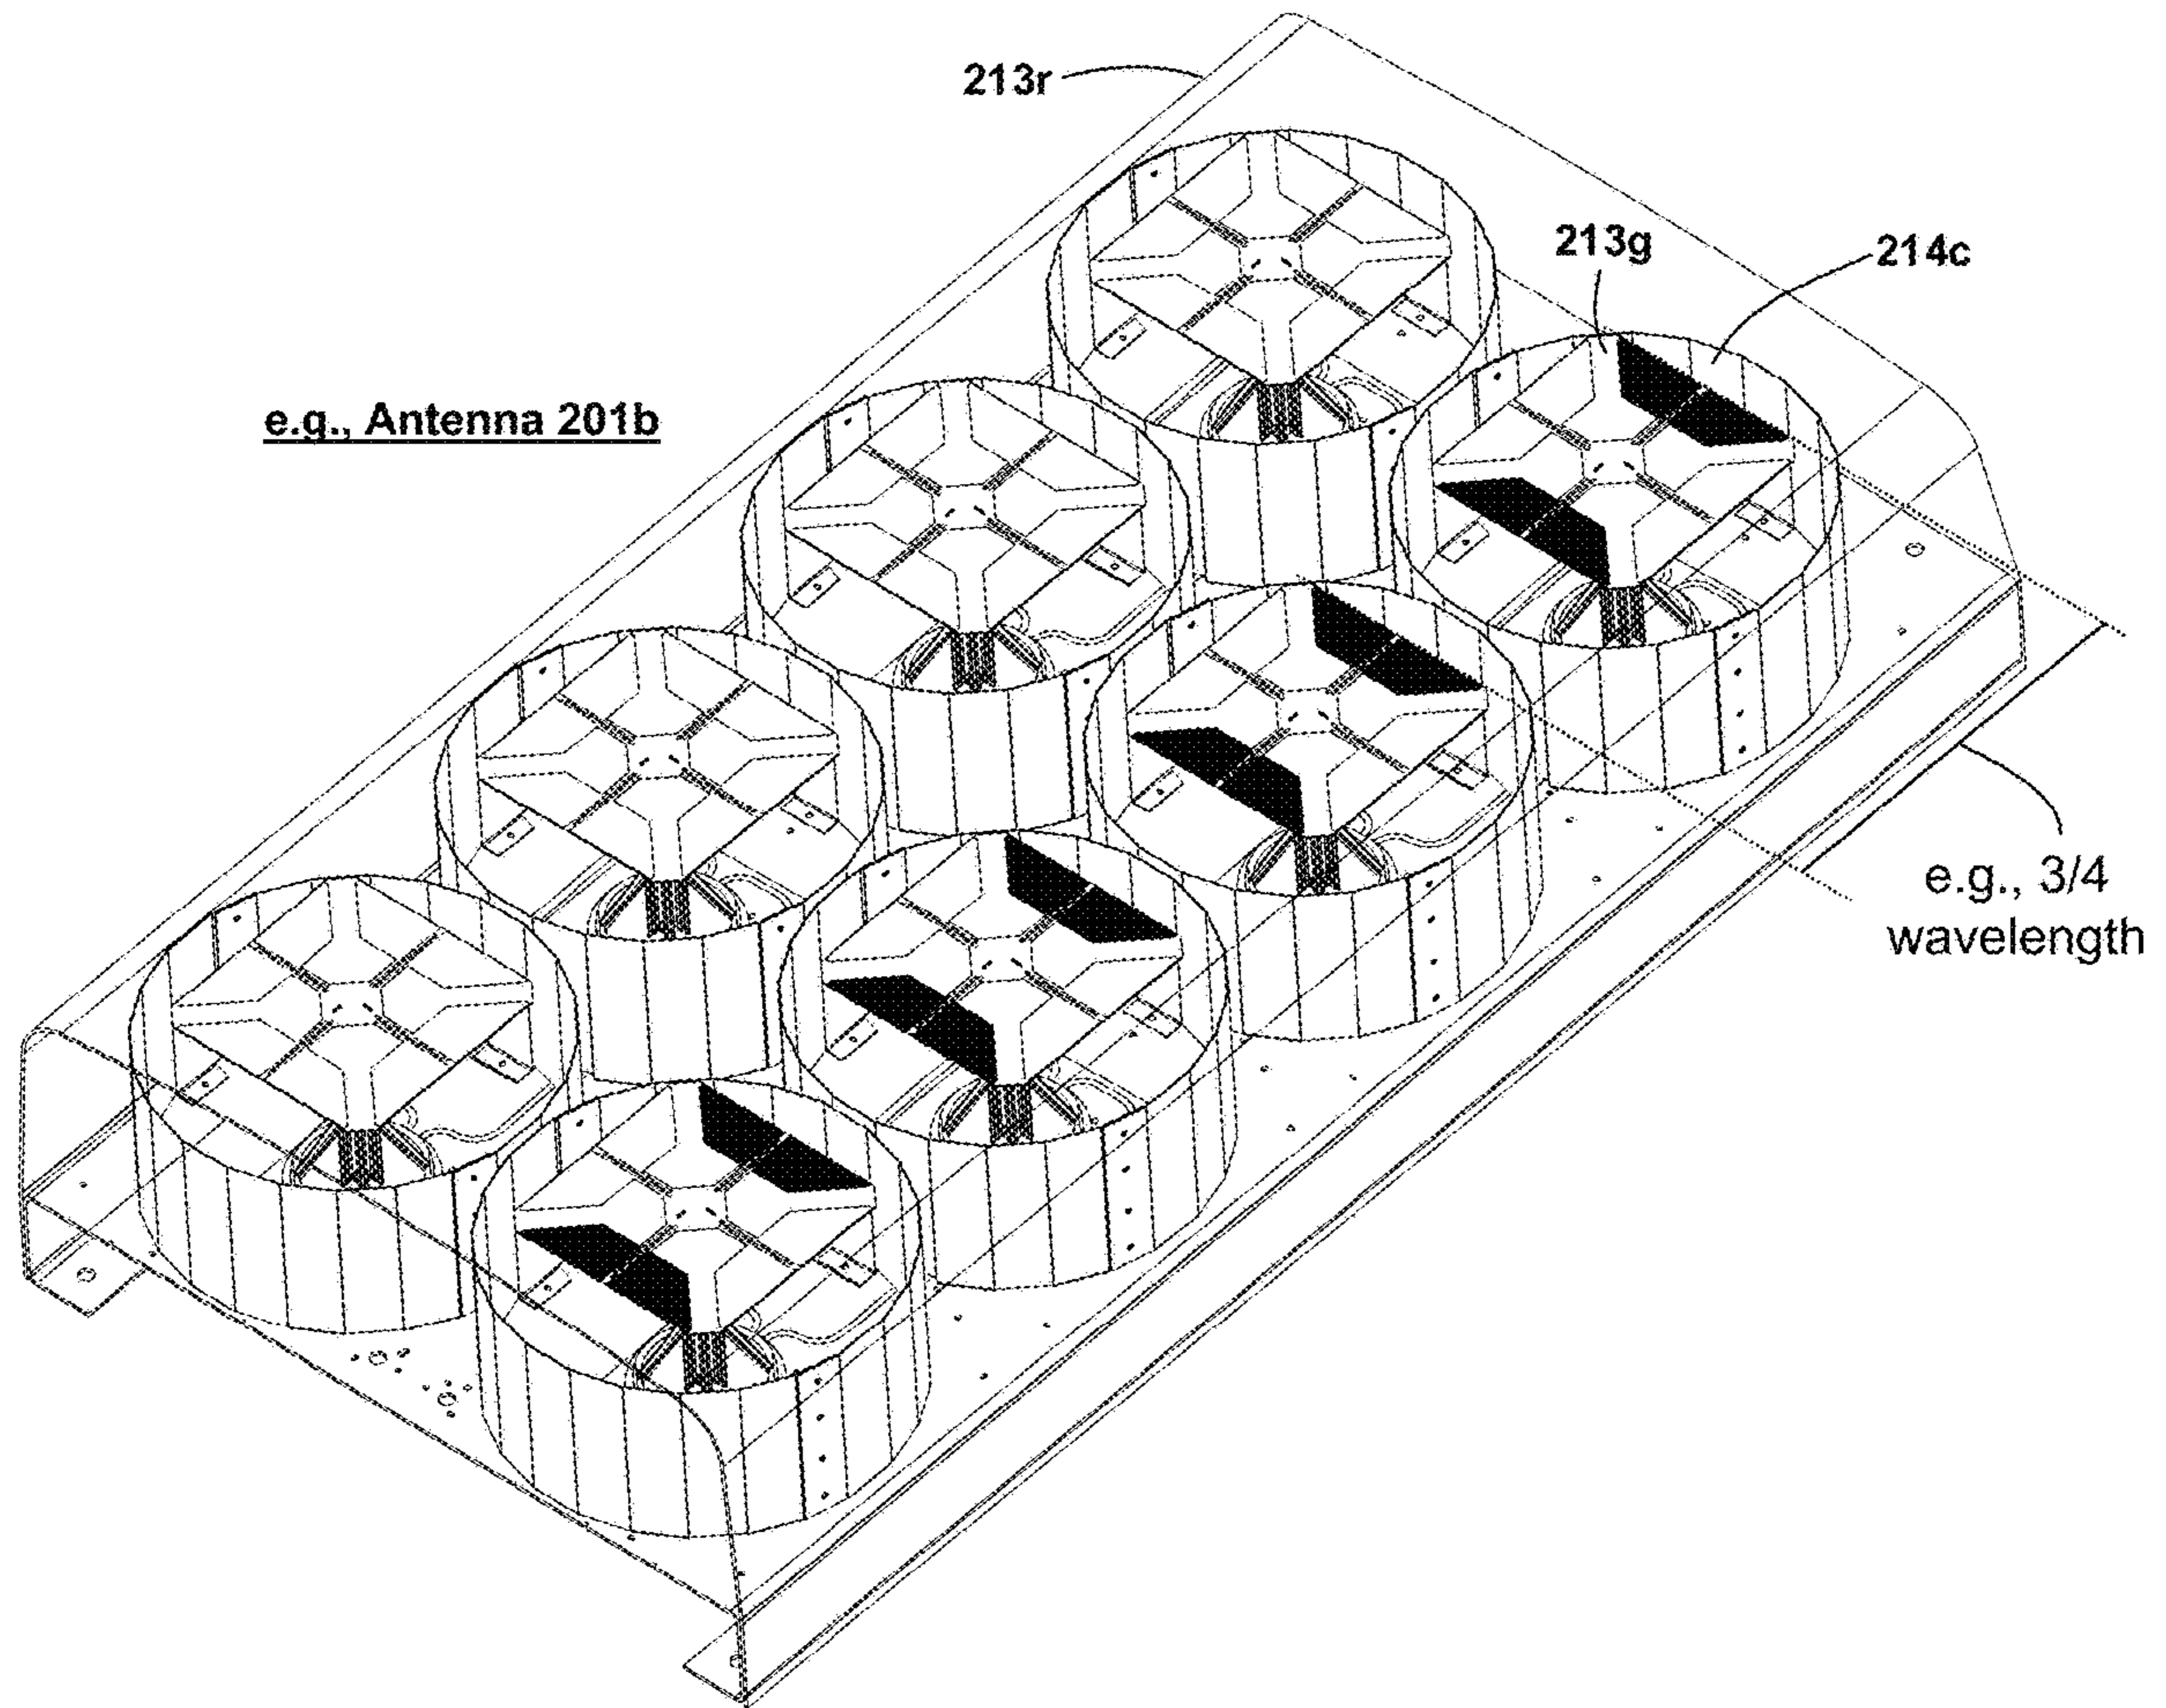 213r
213g
214c
e.g., Antenna 201b
e.g., 3/4
wavelength